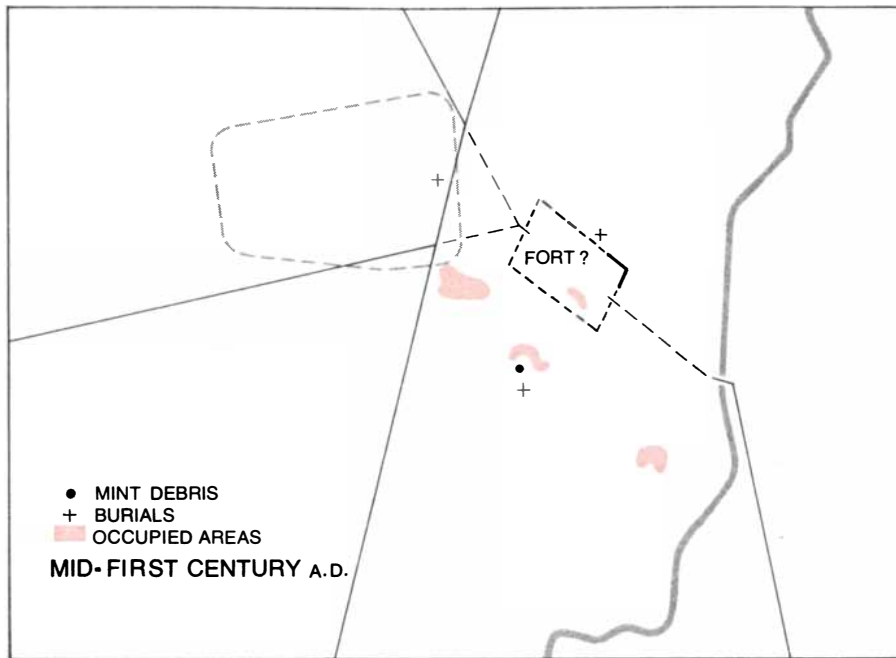 FORT ?
MINT DEBRIS
BURIALS
OCCUPIED AREAS
MID-FIRST CENTURY A.D.